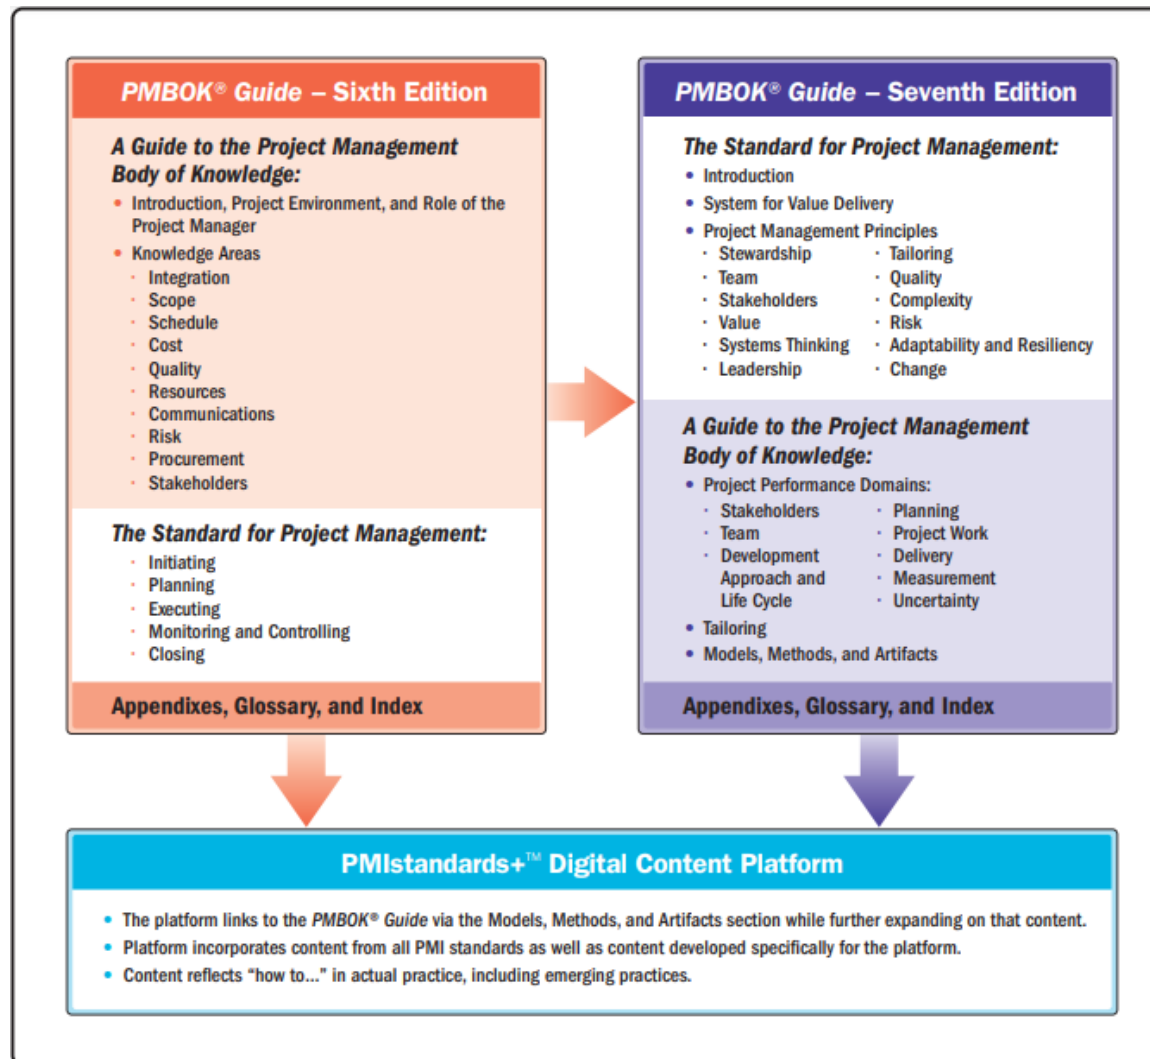 PMBOK® Guide – Sixth Edition
A Guide to the Project Management
Body of Knowledge:
• Introduction, Project Environment, and Role of the
Project Manager
• Knowledge Areas
· Integration
· Scope
· Schedule
· Cost
· Quality
· Resources
· Communications
· Risk
· Procurement
· Stakeholders
The Standard for Project Management:
· Initiating
· Planning
· Executing
· Monitoring and Controlling
· Closing
Appendixes, Glossary, and Index
PMBOK® Guide – Seventh Edition
The Standard for Project Management:
• Introduction
• System for Value Delivery
• Project Management Principles
· Stewardship
· Team
· Stakeholders
· Value
· Systems Thinking
· Leadership
· Tailoring
· Quality
· Complexity
· Risk
· Adaptability and Resiliency
· Change
A Guide to the Project Management
Body of Knowledge:
• Project Performance Domains:
· Stakeholders
· Team
· Development
Approach and
Life Cycle
· Planning
· Project Work
· Delivery
· Measurement
· Uncertainty
• Tailoring
• Models, Methods, and Artifacts
Appendixes, Glossary, and Index
PMIstandards+™ Digital Content Platform
• The platform links to the PMBOK® Guide via the Models, Methods, and Artifacts section while further expanding on that content.
• Platform incorporates content from all PMI standards as well as content developed specifically for the platform.
• Content reflects “how to...” in actual practice, including emerging practices.